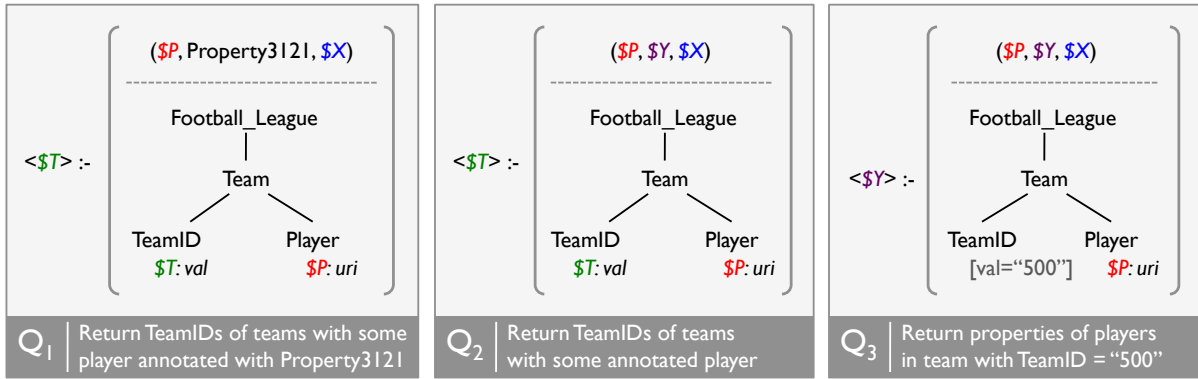 ($P, Property3121, $X)
Football_League
<$T> :-
Team
TeamID Player
$T: val $P: uri
Q1 Return TeamIDs of teams with some
player annotated with Property3121
($P, $Y, $X)
Football_League
<$T> :-
Team
TeamID Player
$T: val $P: uri
Q2 Return TeamIDs of teams
with some annotated player
($P, $Y, $X)
Football_League
<$Y> :-
Team
TeamID Player
[val=“500”] $P: uri
Q3 Return properties of players
in team with TeamID = “500”